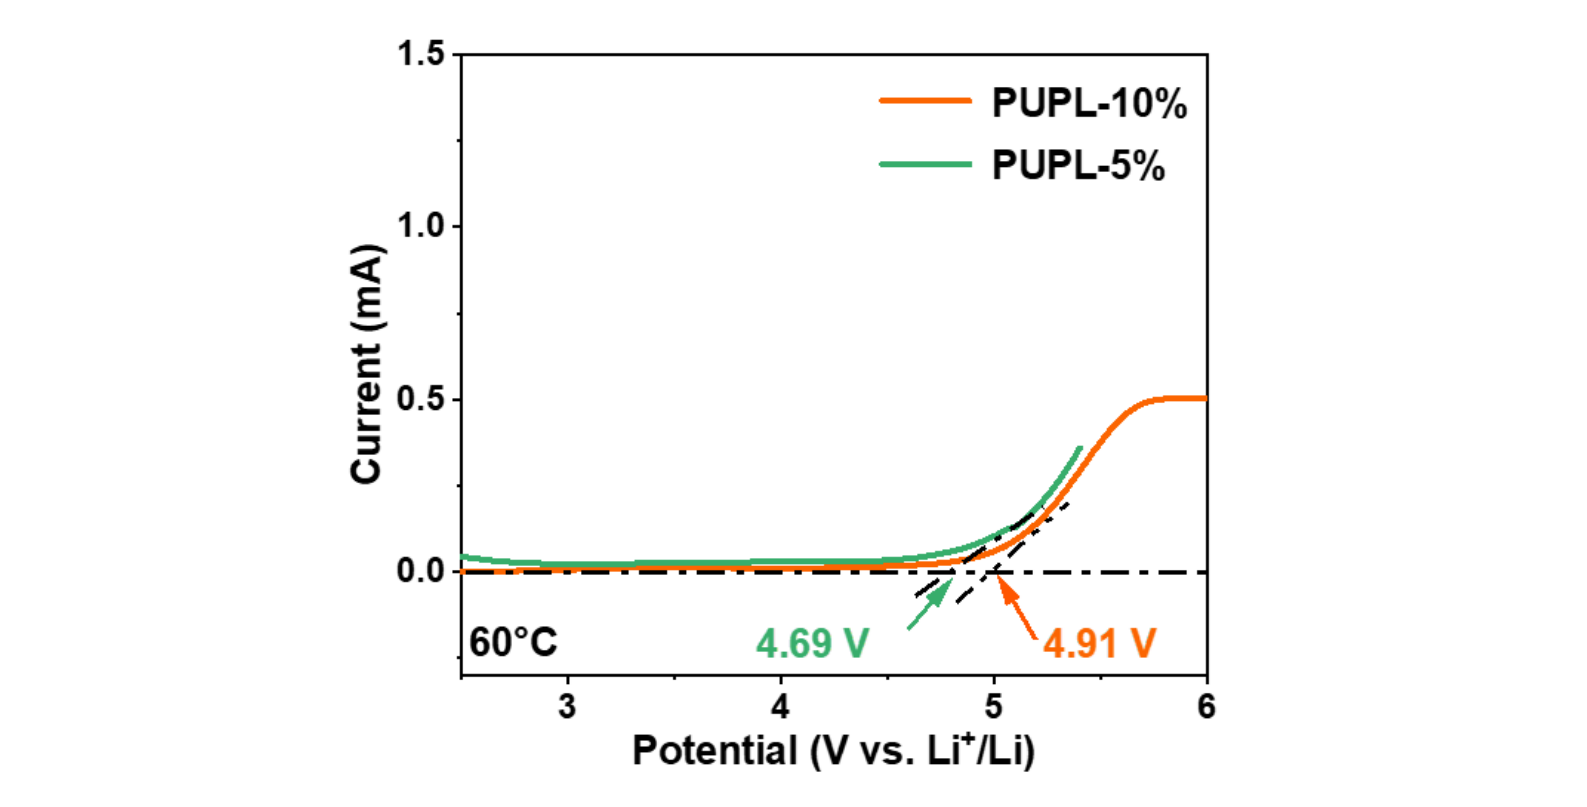 1.5
PUPL-10%
PUPL-5%
1.0
Current (mA)
0.5
0.0
60°C
4.69 V
4.91 V
3 4 5 6
Potential (V vs. Li⁺/Li)